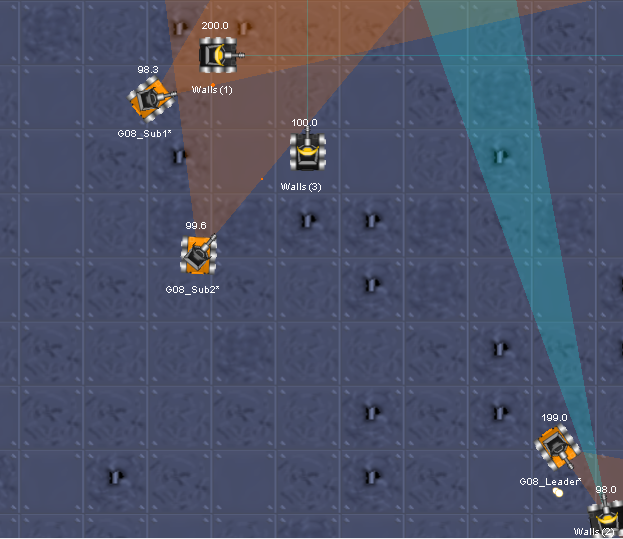 200.0
Walls (1)
98.3
G08_Sub1*
100.0
Walls (3)
99.6
G08_Sub2*
199.0
G08_Leader*
98.0
Walls (2)